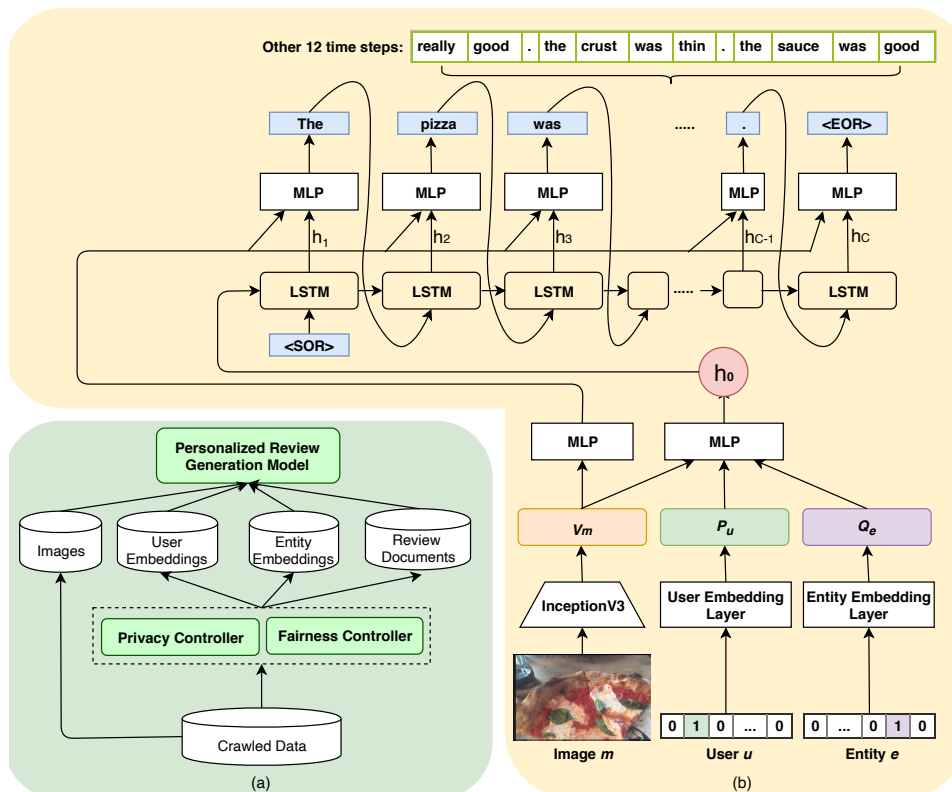 Other 12 time steps: really good . the crust was thin . the sauce was good
The pizza was ..... . <EOR>
MLP MLP MLP MLP MLP
h1 h2 h3 hC-1 hC
LSTM LSTM LSTM ..... LSTM
<SOR>
h0
MLP MLP
Vm Pu Qe
InceptionV3
User Embedding
Layer
Entity Embedding
Layer
0 1 0 ... 0
0 ... 0 1 0
Image m User u Entity e
(b)
Personalized Review
Generation Model
Images
User
Embeddings
Entity
Embeddings
Review
Documents
Privacy Controller Fairness Controller
Crawled Data
(a)